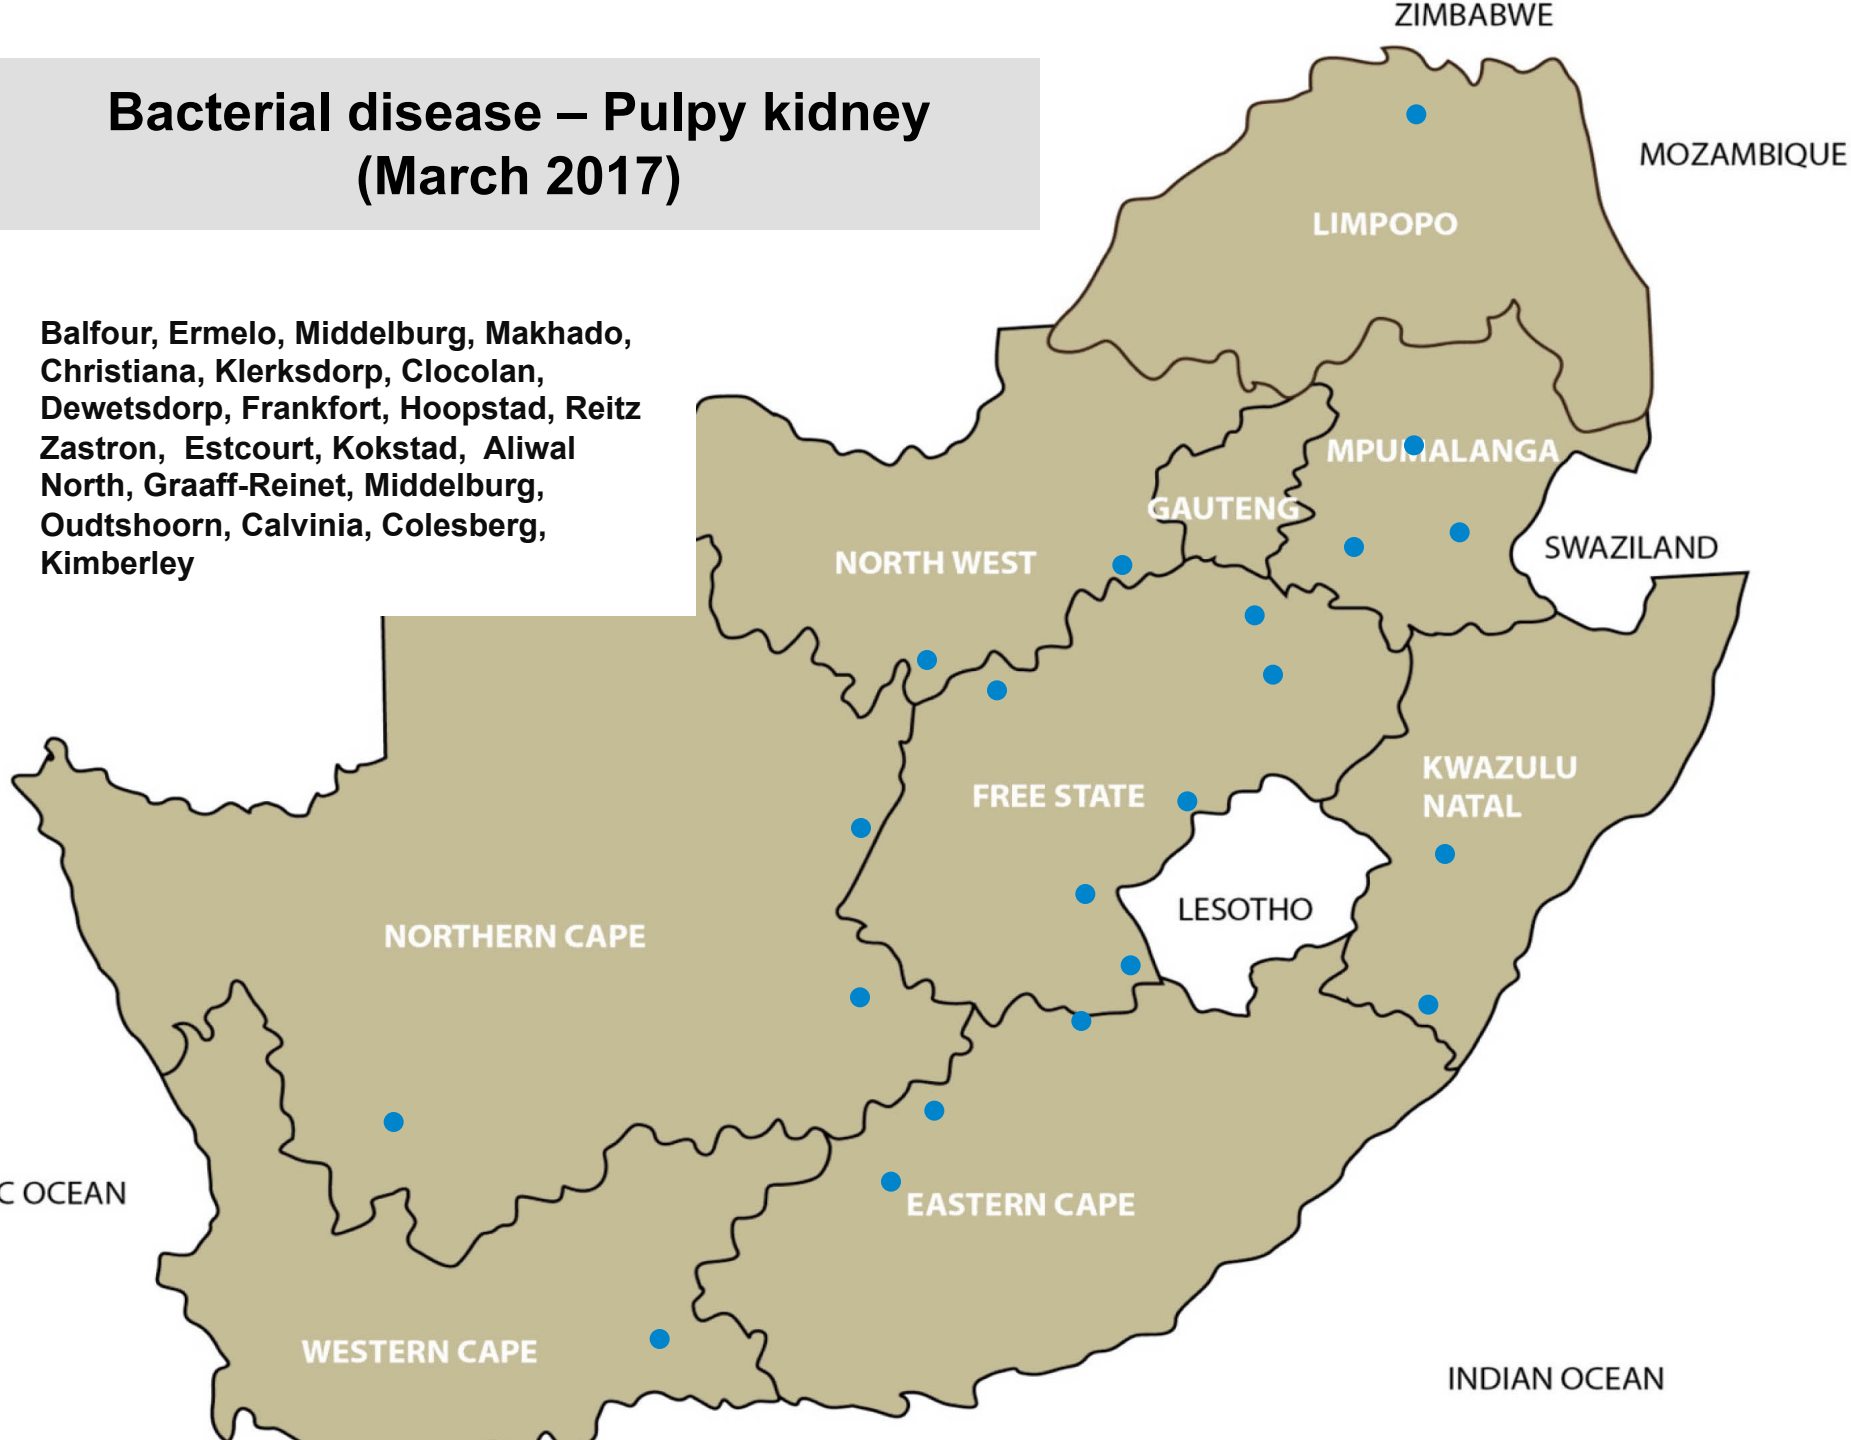 ZIMBABWE
Bacterial disease – Pulpy kidney
(March 2017)
MOZAMBIQUE
LIMPOPO
Balfour, Ermelo, Middelburg, Makhado,
Christiana, Klerksdorp, Clocolan,
Dewetsdorp, Frankfort, Hoopstad, Reitz
Zastron, Estcourt, Kokstad, Aliwal
North, Graaff-Reinet, Middelburg,
Oudtshoorn, Calvinia, Colesberg,
Kimberley
MPUMALANGA
GAUTENG
SWAZILAND
NORTH WEST
KWAZULU
NATAL
FREE STATE
LESOTHO
NORTHERN CAPE
C OCEAN
EASTERN CAPE
WESTERN CAPE
INDIAN OCEAN